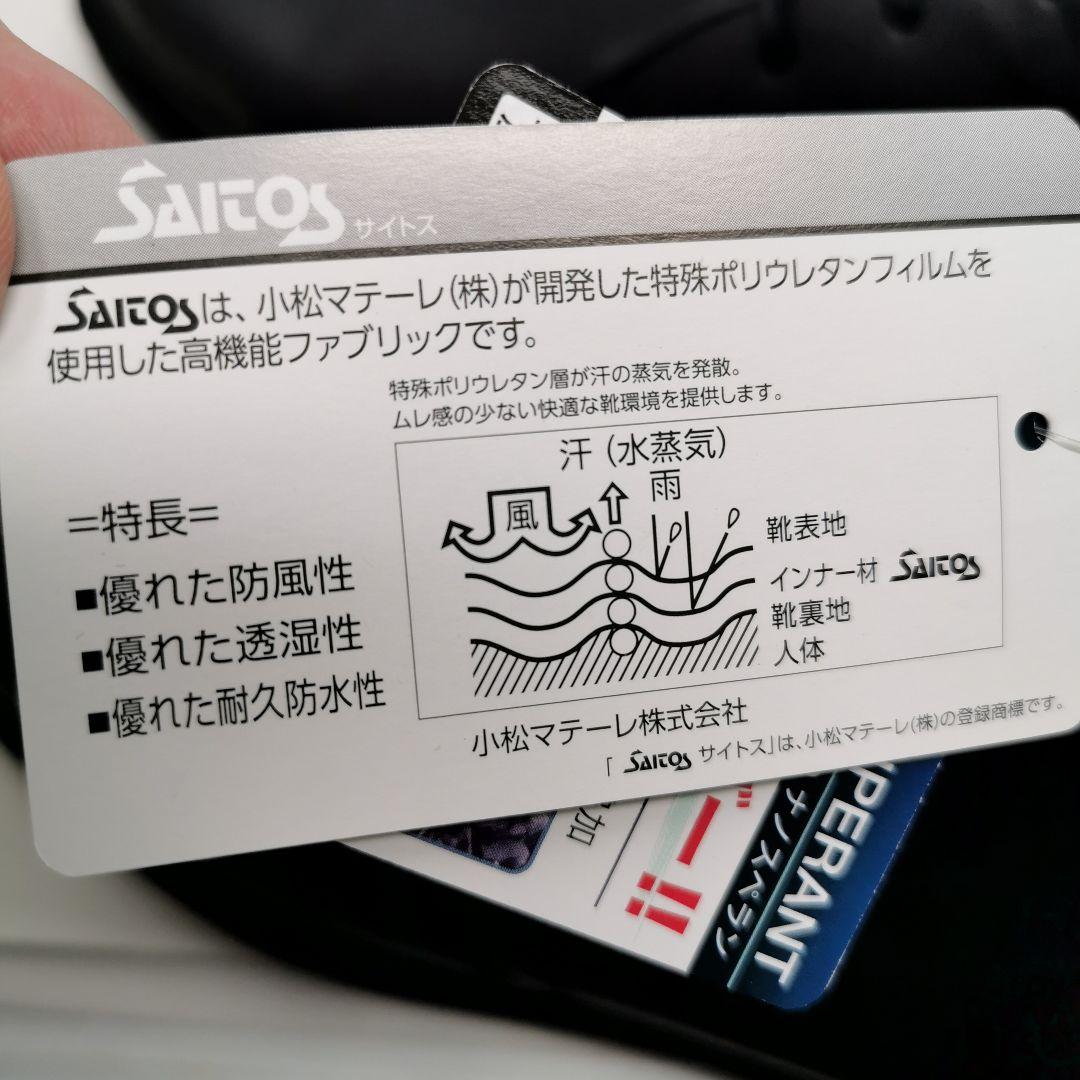 SAITOS サイトス
SAITOSは、小松マテーレ(株)が開発した特殊ポリウレタンフィルムを
使用した高機能ファブリックです。
特殊ポリウレタン層が汗の蒸気を発散。
ムレ感の少ない快適な靴環境を提供します。
=特長=
■優れた防風性
■優れた透湿性
■優れた耐久防水性
汗(水蒸気)
雨
風
靴表地
インナー材 SAITOS
靴裏地
人体
小松マテーレ株式会社
「SAITOS サイトス」は、小松マテーレ(株)の登録商標です。
加
ー!!
PERANT
ナノスペラン